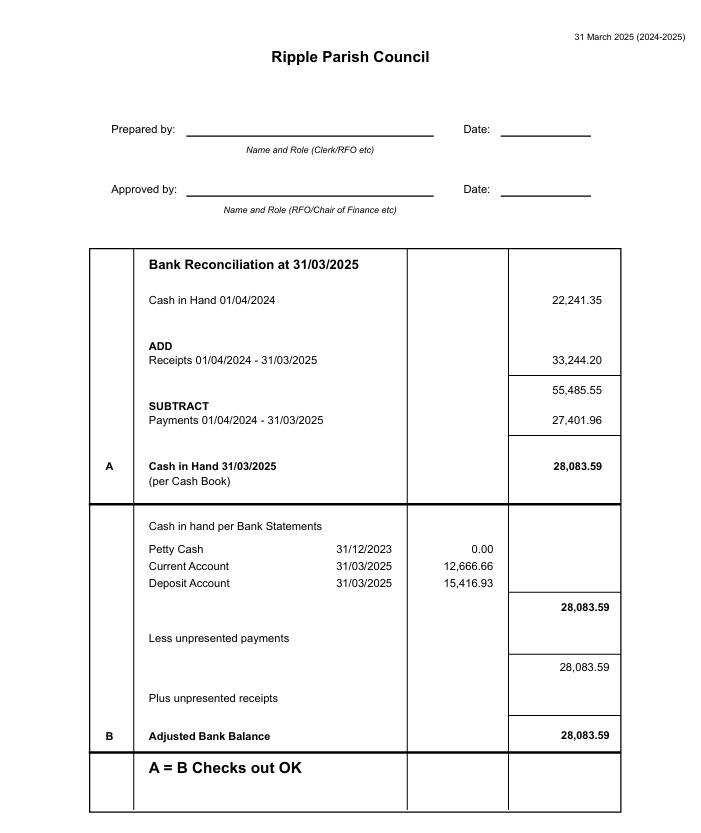 31 March 2025 (2024-2025)
Ripple Parish Council
Prepared by: Date:
Name and Role (Clerk/RFO etc)
Approved by: Date:
Name and Role (RFO/Chair of Finance etc)
Bank Reconciliation at 31/03/2025
Cash in Hand 01/04/2024 22,241.35
ADD
Receipts 01/04/2024 - 31/03/2025 33,244.20
55,485.55
SUBTRACT
Payments 01/04/2024 - 31/03/2025 27,401.96
A Cash in Hand 31/03/2025 28,083.59
(per Cash Book)
Cash in hand per Bank Statements
Petty Cash 31/12/2023 0.00
Current Account 31/03/2025 12,666.66
Deposit Account 31/03/2025 15,416.93
28,083.59
Less unpresented payments
28,083.59
Plus unpresented receipts
B Adjusted Bank Balance 28,083.59
A = B Checks out OK